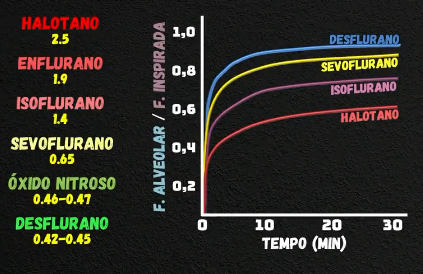 HALOTANO
2.5
ENFLURANO
1.9
ISOFLURANO
1.4
SEVOFLURANO
0.65
ÓXIDO NITROSO
0.46-0.47
DESFLURANO
0.42-0.45
F. ALVEOLAR / F. INSPIRADA
1,0
0,8
0,6
0,4
0,2
DESFLURANO
SEVOFLURANO
ISOFLURANO
HALOTANO
0 10 20 30
TEMPO (MIN)